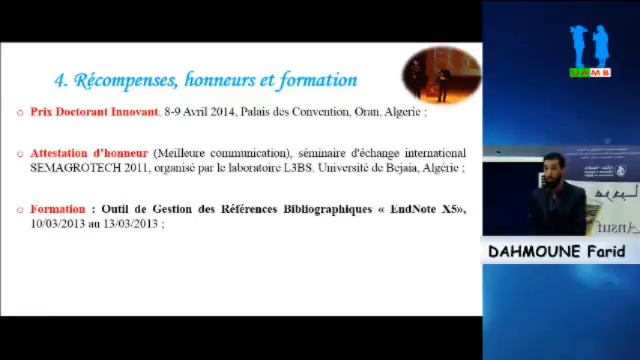 4. Récompenses, honneurs et formation
Prix Doctorant Innovant, 8-9 Avril 2014, Palais des Convention, Oran, Algerie ;
Attestation d'honneur (Meilleure communication), séminaire d'échange international
SEMAGROTECH 2011, organisé par le laboratoire L3BS. Université de Bejaia, Algérie ;
Formation : Outil de Gestion des Références Bibliographiques « EndNote X5»,
10/03/2013 au 13/03/2013 ;
UAMB
Ansuf
DAHMOUNE Farid